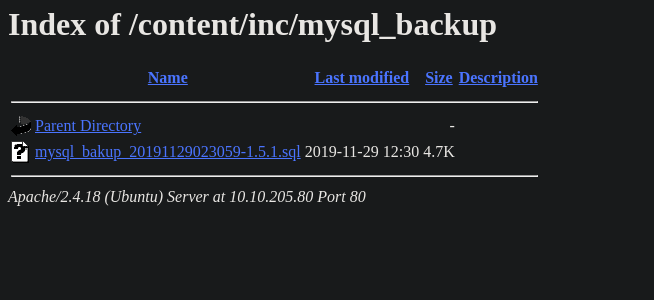 Index of /content/inc/mysql_backup
Name Last modified Size Description
Parent Directory -
mysql_bakup_20191129023059-1.5.1.sql 2019-11-29 12:30 4.7K
Apache/2.4.18 (Ubuntu) Server at 10.10.205.80 Port 80